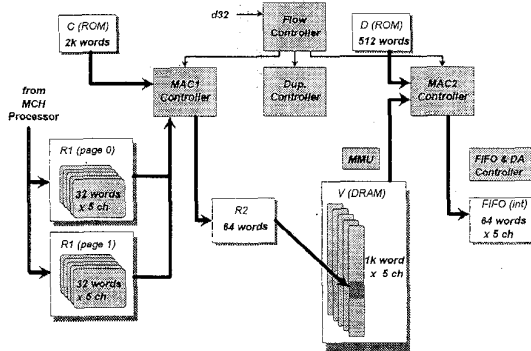 C (ROM)
2k words
d32
Flow
Controller
D (ROM)
512 words
from
MCH
Processor
MAC1
Controller
Dup.
Controller
MAC2
Controller
R1 (page 0)
32 words
x 5 ch
R1 (page 1)
32 words
x 5 ch
R2
64 words
MMU
V (DRAM)
1k word
x 5 ch
FIFO & DA
Controller
FIFO (int)
64 words
x 5 ch